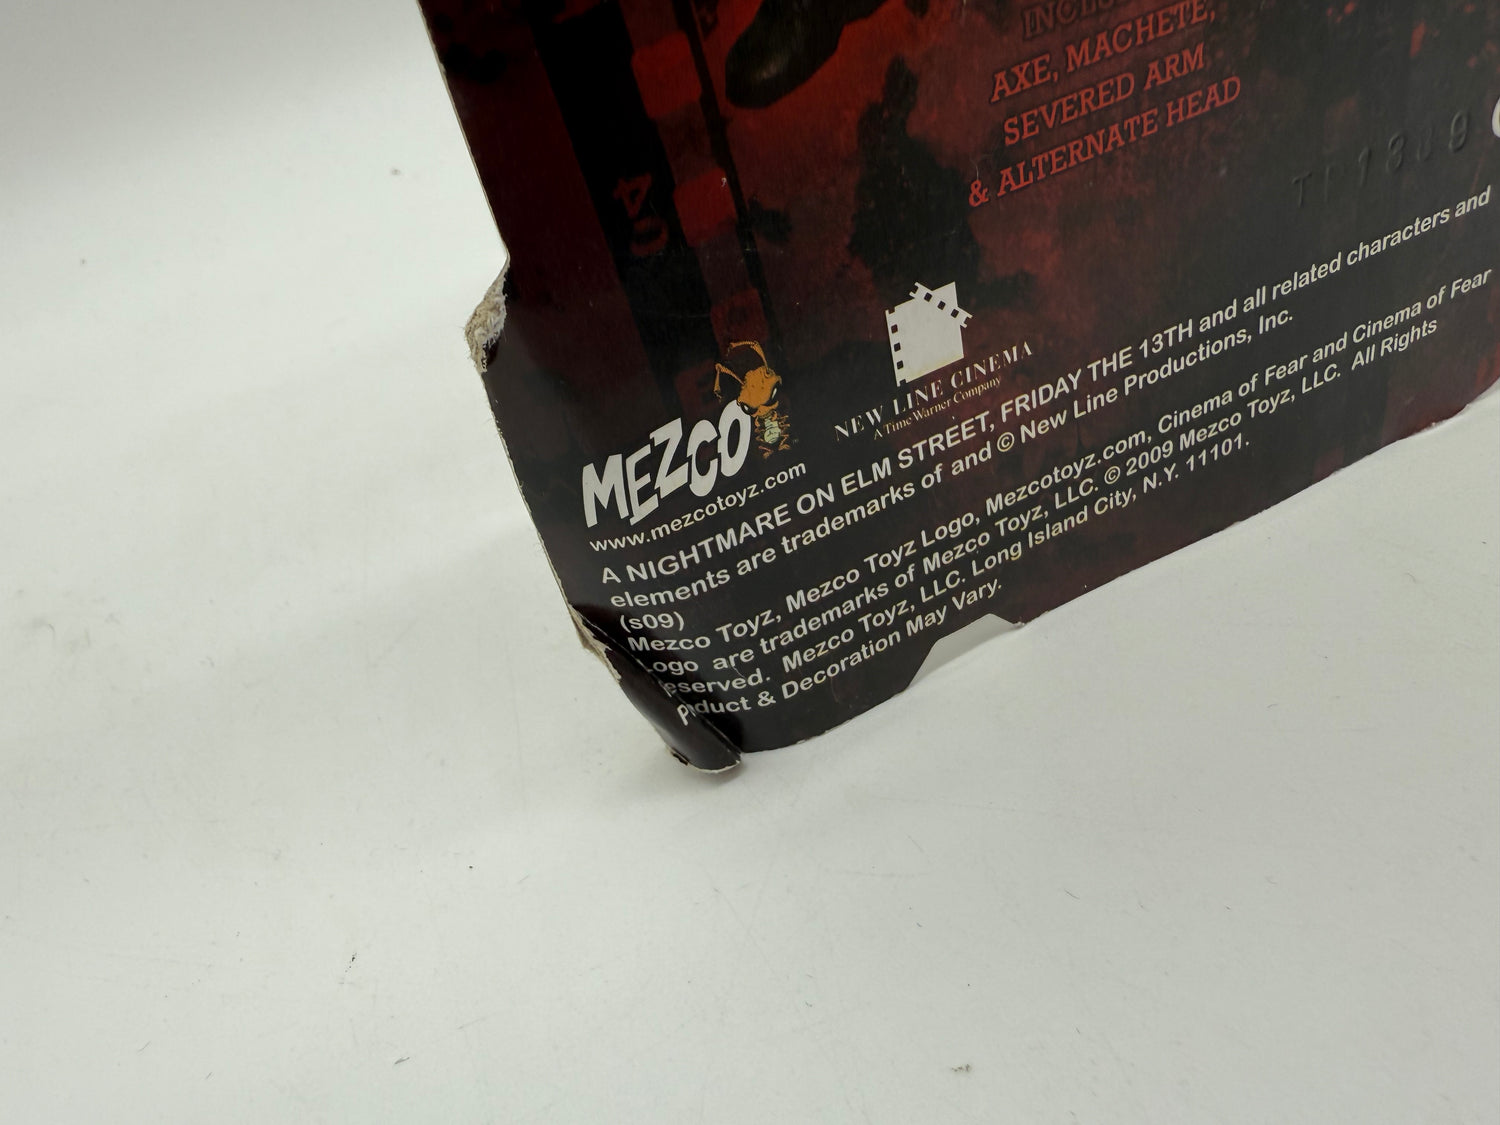 AXE, MACHETE,
SEVERED ARM
& ALTERNATE HEAD
40
NEW LINE CINEMA
A Time Warner Company
MEZCO
www.mezcotoyz.com
A NIGHTMARE ON ELM STREET, FRIDAY THE 13TH and all related characters and
elements are trademarks of and © New Line Productions, Inc.
(s09)
Mezco Toyz, Mezco Toyz Logo, Mezcotoyz.com, Cinema of Fear and Cinema of Fear
Logo are trademarks of Mezco Toyz, LLC. © 2009 Mezco Toyz, LLC. All Rights
eserved. Mezco Toyz, LLC. Long Island City, N.Y. 11101.
Product & Decoration May Vary.